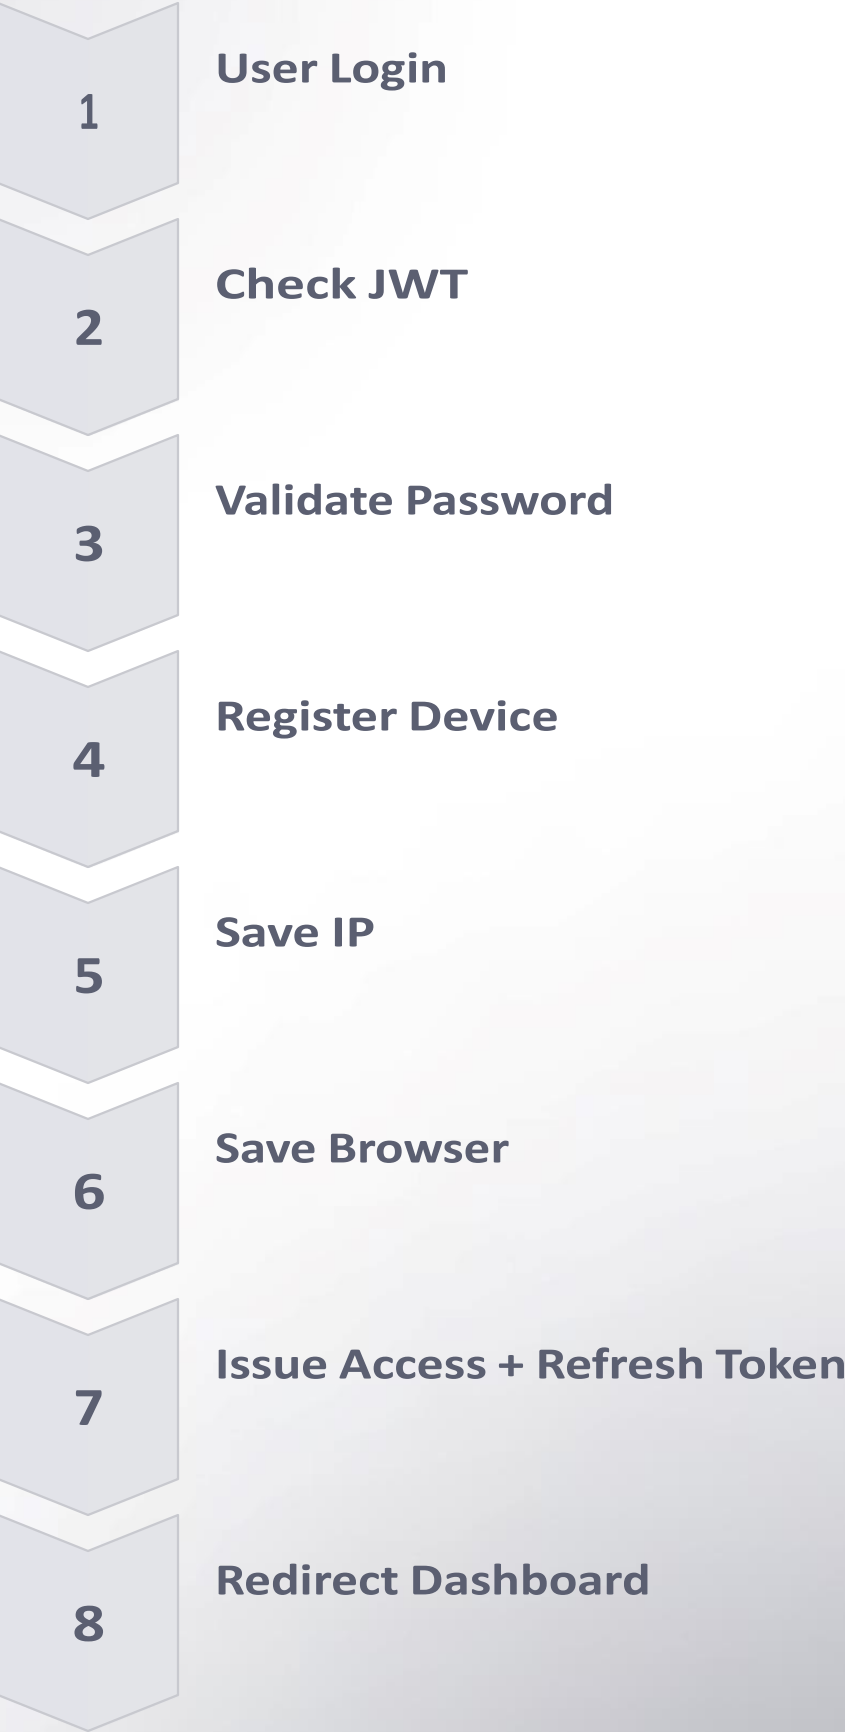 1
User Login
2
Check JWT
3
Validate Password
4
Register Device
5
Save IP
6
Save Browser
7
Issue Access + Refresh Token
8
Redirect Dashboard